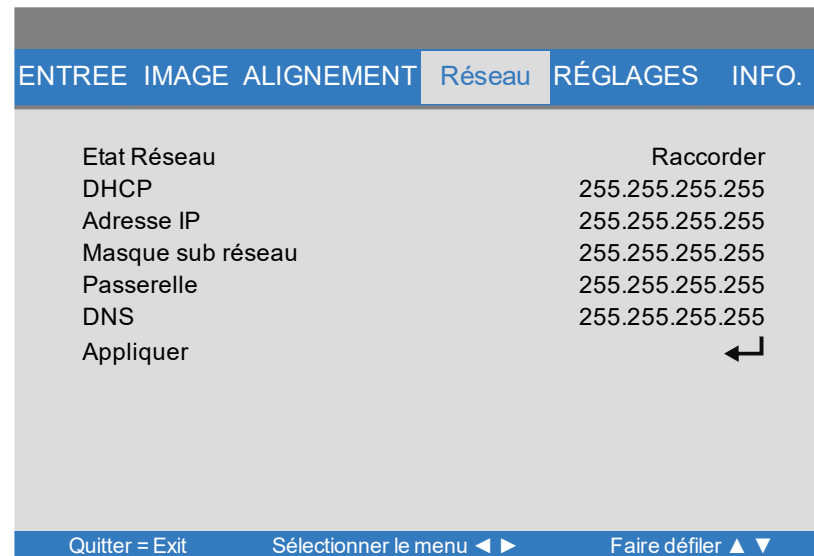 ENTREE IMAGE ALIGNEMENT Réseau RÉGLAGES INFO.
Etat Réseau Raccorder
DHCP 255.255.255.255
Adresse IP 255.255.255.255
Masque sub réseau 255.255.255.255
Passerelle 255.255.255.255
DNS 255.255.255.255
Appliquer
Quitter = Exit Sélectionner le menu ◄ ► Faire défiler ▲ ▼